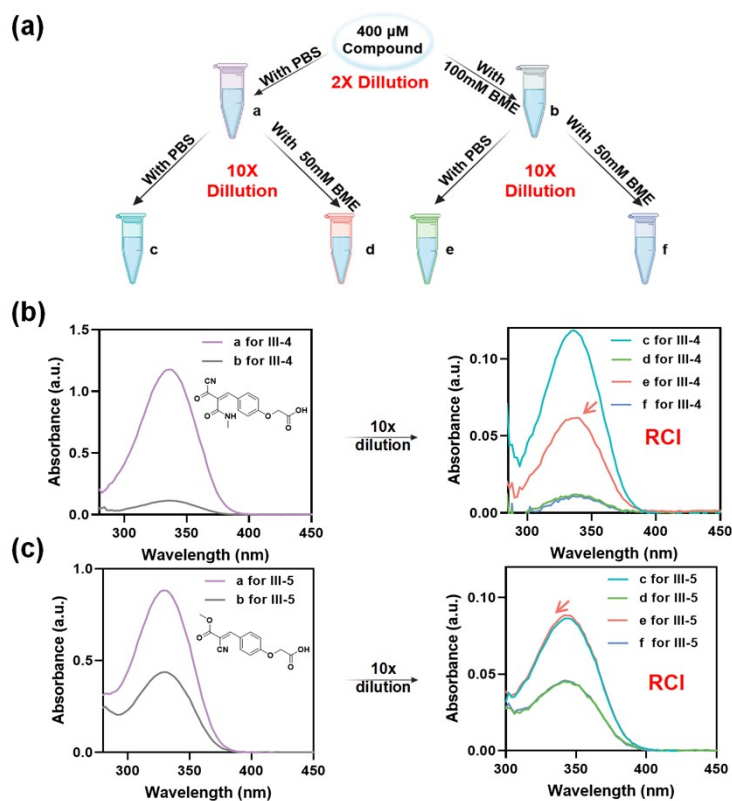 (a)
400 µM
Compound
With PBS
2X Dillution
With
100mM BME
a
b
With PBS
10X
Dillution
With 50mM BME
With PBS
10X
Dillution
With 50mM BME
c
d
e
f
(b)
1.5
1.0
0.5
0.0
Absorbance (a.u.)
a for III-4
b for III-4
CN
O
O
NH
O
O
OH
300
350
400
450
Wavelength (nm)
10x
dilution
0.10
0.05
0.00
Absorbance (a.u.)
c for III-4
d for III-4
e for III-4
f for III-4
RCI
300
350
400
450
Wavelength (nm)
(c)
1.0
0.5
0.0
Absorbance (a.u.)
a for III-5
b for III-5
O
O
CN
O
O
OH
300
350
400
450
Wavelength (nm)
10x
dilution
0.10
0.05
0.00
Absorbance (a.u.)
c for III-5
d for III-5
e for III-5
f for III-5
RCI
300
350
400
450
Wavelength (nm)